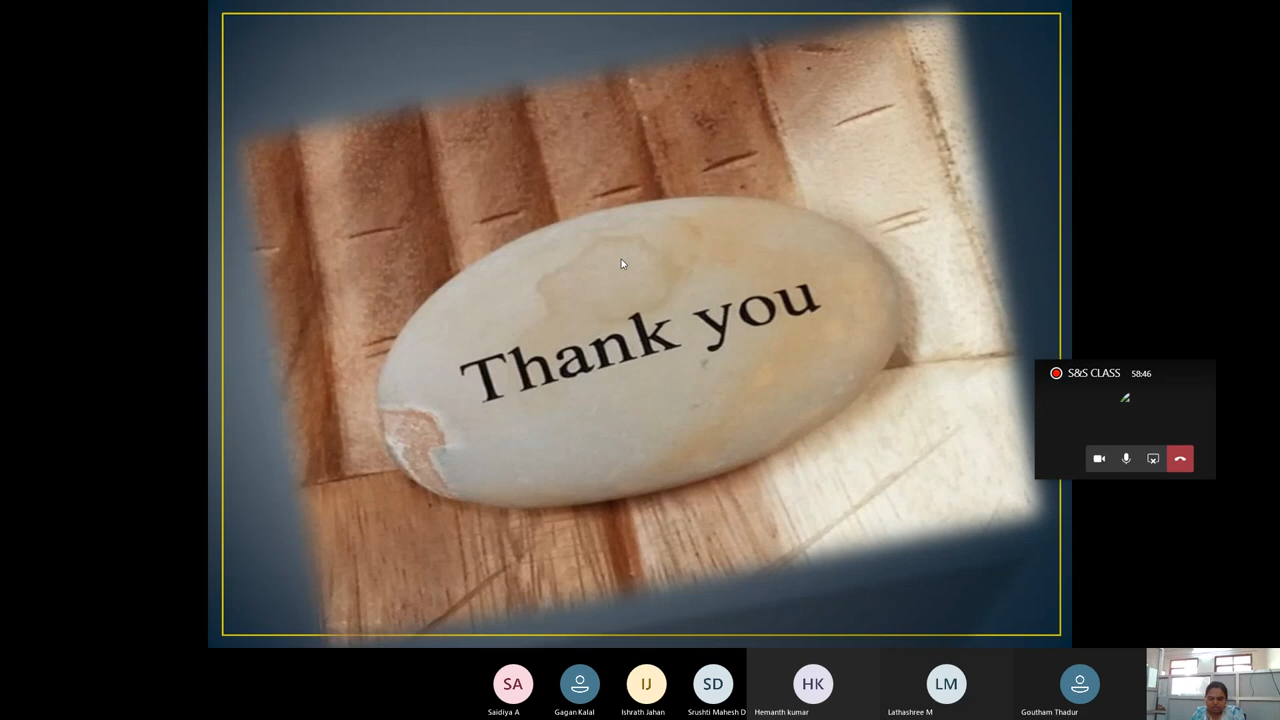 Thank you
S&S CLASS 58:46
SA
Saidiya A
Gagan Kalal
IJ
Ishrath Jahan
SD
Srushti Mahesh D
HK
Hemanth kumar
LM
Lathashree M
Goutham Thadur